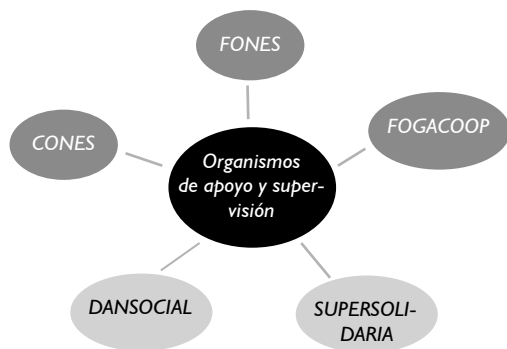 FONES
CONES
FOGACOOP
Organismos
de apoyo y super-
visión
DANSOCIAL
SUPERSOLI-
DARIA